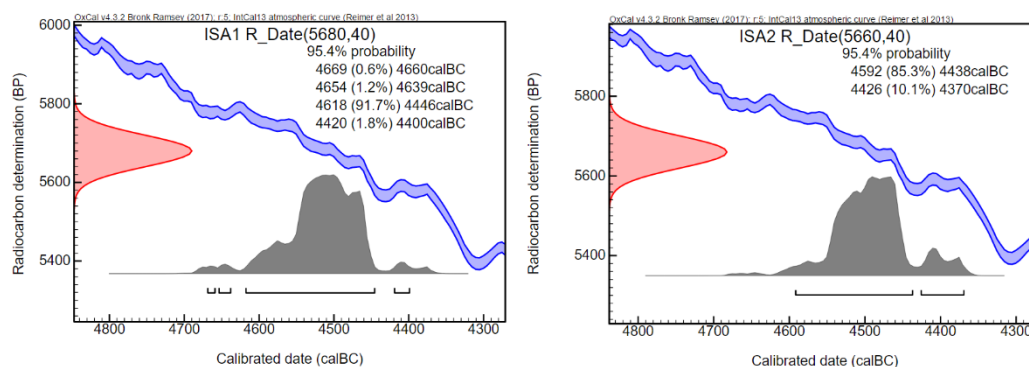 OxCal v4.3.2 Bronk Ramsey (2017); r:5; IntCal13 atmospheric curve (Reimer et al 2013)
ISA1 R_Date(5680,40)
95.4% probability
4669 (0.6%) 4660calBC
4654 (1.2%) 4639calBC
4618 (91.7%) 4446calBC
4420 (1.8%) 4400calBC
Radiocarbon determination (BP)
6000
5800
5600
5400
4800 4700 4600 4500 4400 4300
Calibrated date (calBC)
OxCal v4.3.2 Bronk Ramsey (2017); r:5 IntCal13 atmospheric curve (Reimer et al 2013)
ISA2 R_Date(5660,40)
95.4% probability
4592 (85.3%) 4438calBC
4426 (10.1%) 4370calBC
Radiocarbon determination (BP)
5800
5600
5400
4800 4700 4600 4500 4400 4300
Calibrated date (calBC)